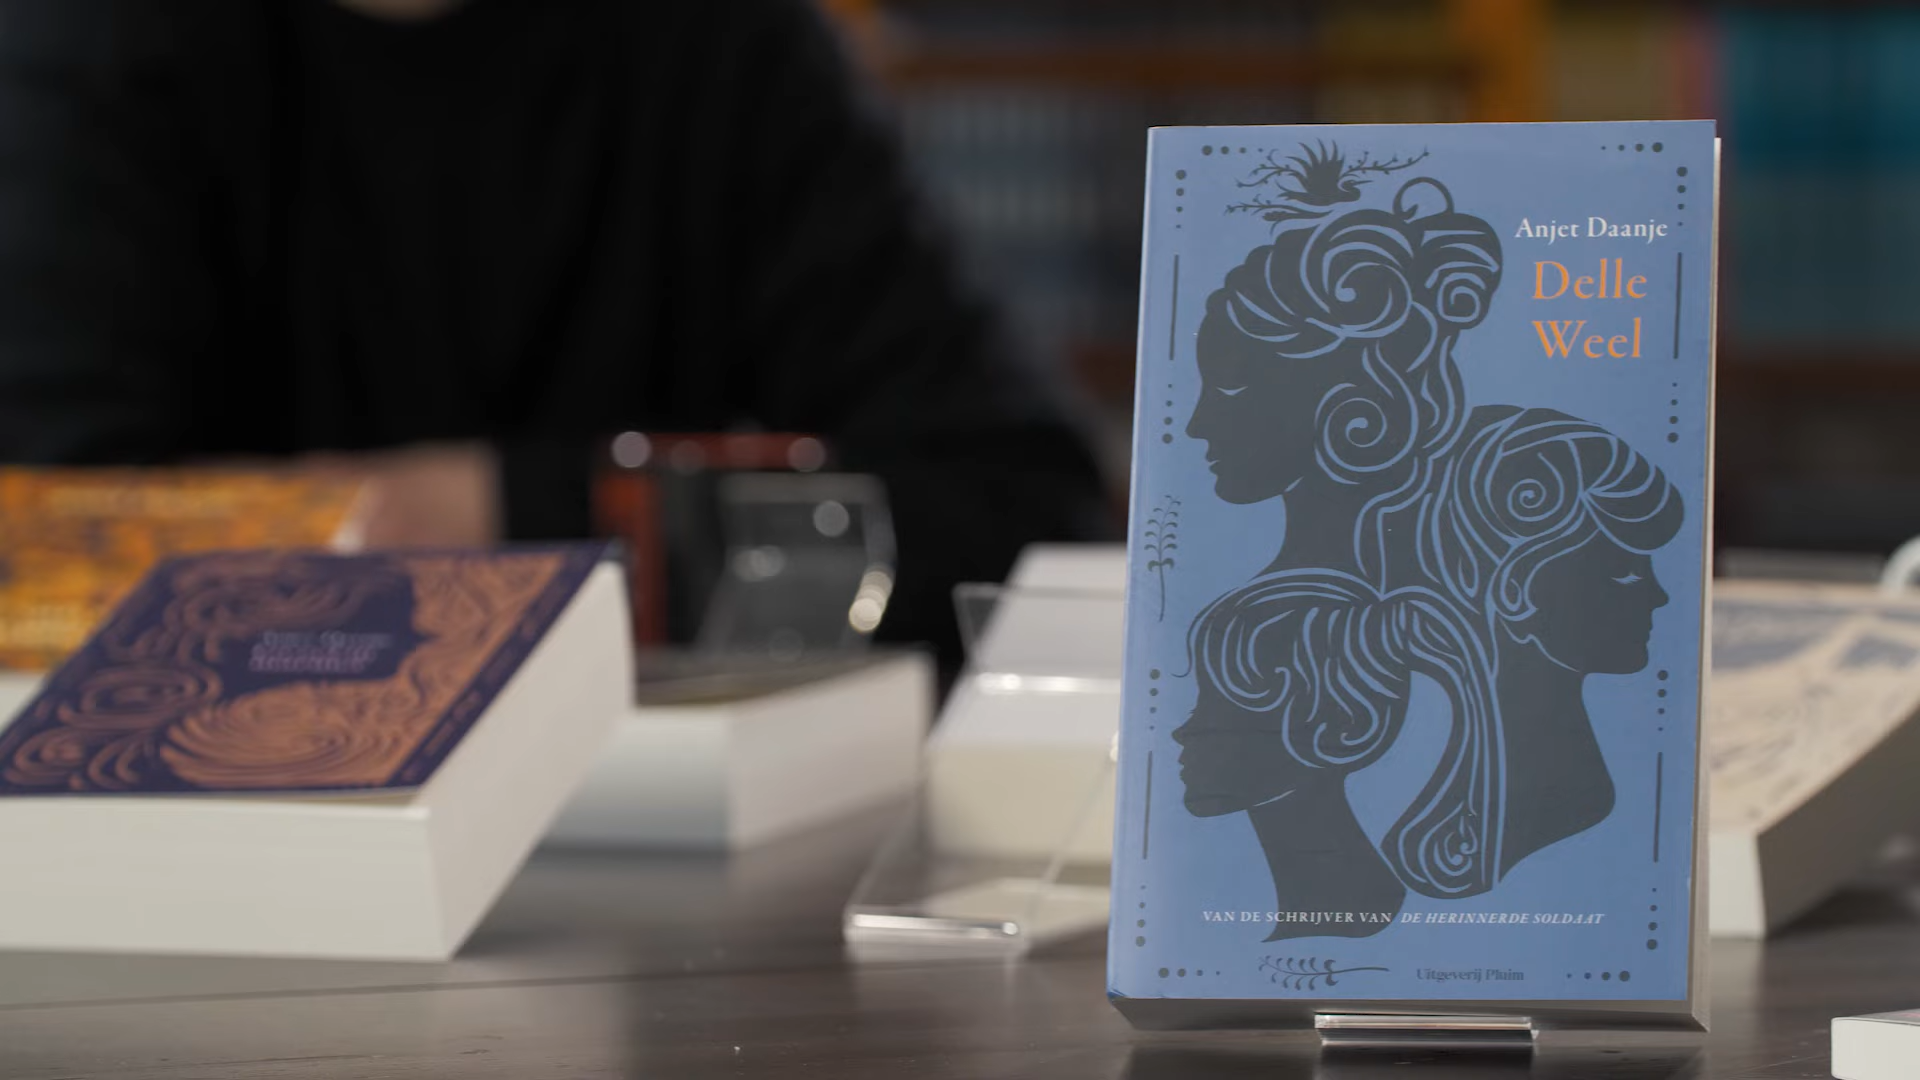 Anjet Daanje
Delle
Weel
VAN DE SCHRIJVER VAN DE HERINNERDE SOLDAAT
Uitgeverij Pluim